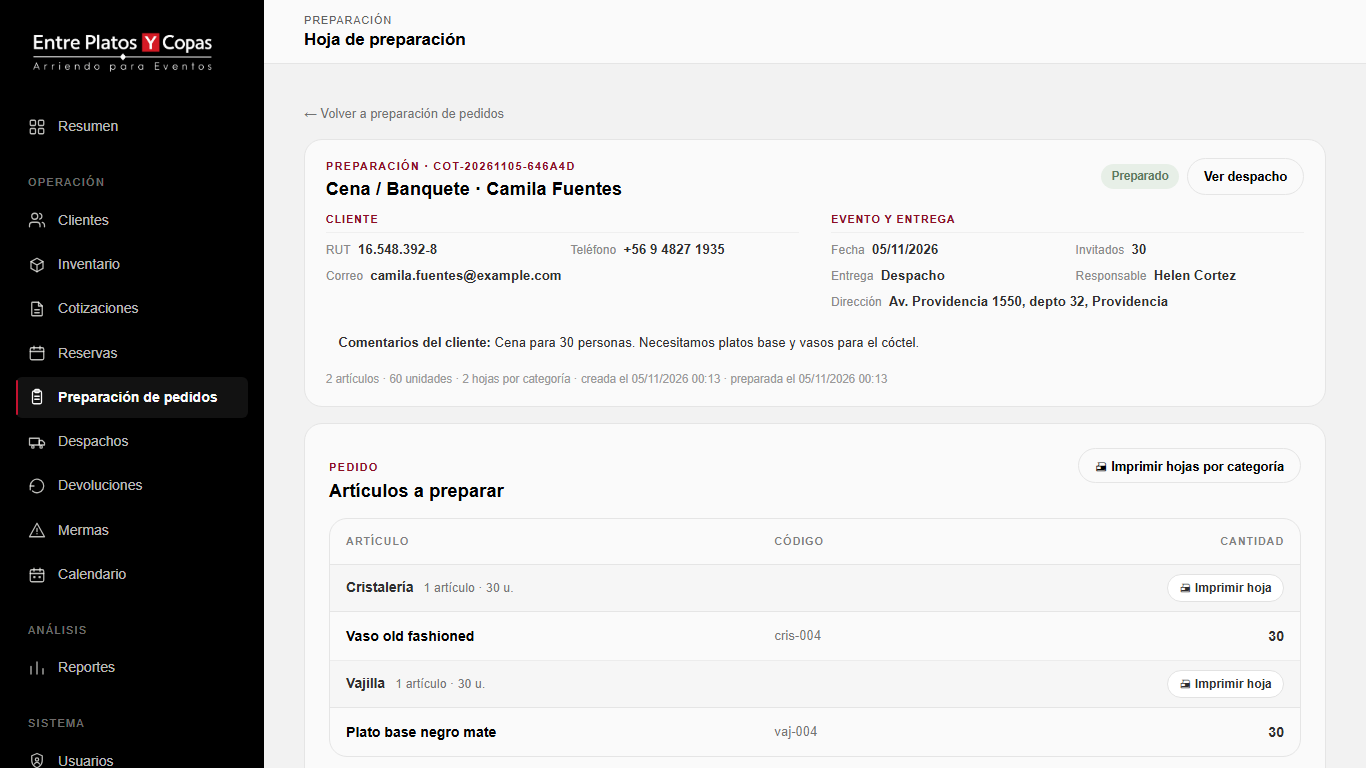 Entre Platos Y Copas
Arriendo para Eventos
Resumen
OPERACIÓN
Clientes
Inventario
Cotizaciones
Reservas
Preparación de pedidos
Despachos
Devoluciones
Mermas
Calendario
ANÁLISIS
Reportes
SISTEMA
Usuarios
PREPARACIÓN
Hoja de preparación
← Volver a preparación de pedidos
PREPARACIÓN · COT-20261105-646A4D
Cena / Banquete · Camila Fuentes
Preparado
Ver despacho
CLIENTE
RUT 16.548.392-8 Teléfono +56 9 4827 1935
Correo camila.fuentes@example.com
EVENTO Y ENTREGA
Fecha 05/11/2026 Invitados 30
Entrega Despacho Responsable Helen Cortez
Dirección Av. Providencia 1550, depto 32, Providencia
Comentarios del cliente: Cena para 30 personas. Necesitamos platos base y vasos para el cóctel.
2 artículos · 60 unidades · 2 hojas por categoría · creada el 05/11/2026 00:13 · preparada el 05/11/2026 00:13
PEDIDO
Artículos a preparar
Imprimir hojas por categoría
ARTÍCULO CÓDIGO CANTIDAD
Cristalería 1 artículo · 30 u. Imprimir hoja
Vaso old fashioned cris-004 30
Vajilla 1 artículo · 30 u. Imprimir hoja
Plato base negro mate vaj-004 30